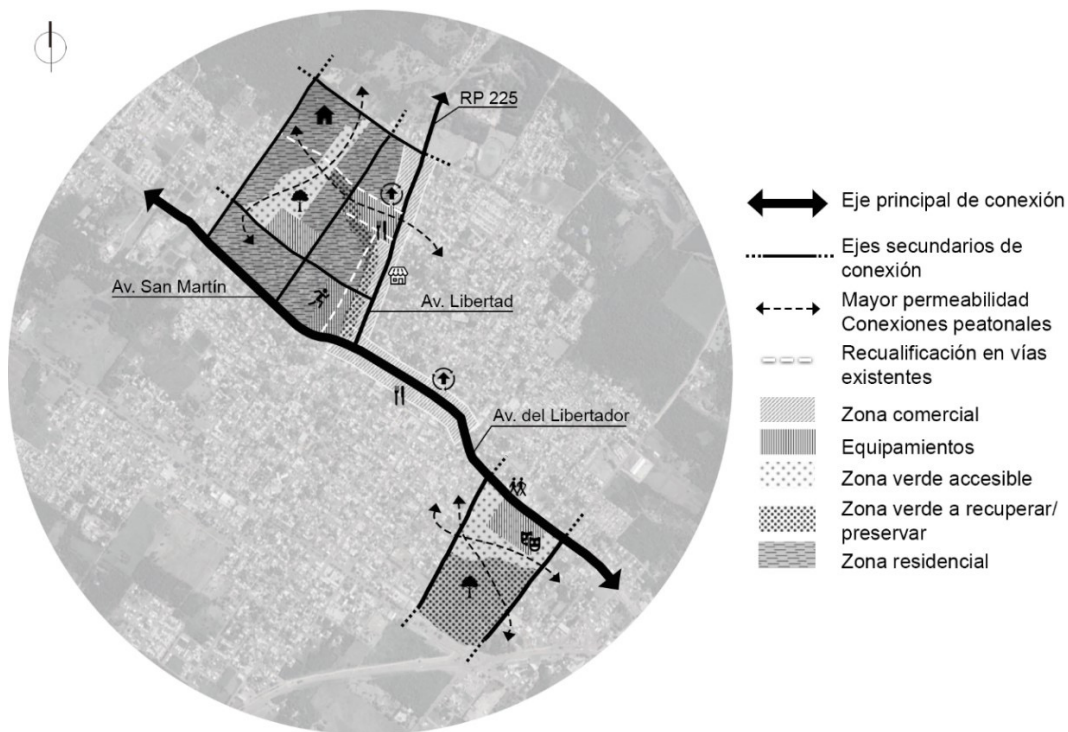 RP 225
Av. San Martín
Av. Libertad
Av. del Libertador
Eje principal de conexión
Ejes secundarios de
conexión
Mayor permeabilidad
Conexiones peatonales
Recualificación en vías
existentes
Zona comercial
Equipamientos
Zona verde accesible
Zona verde a recuperar/
preservar
Zona residencial